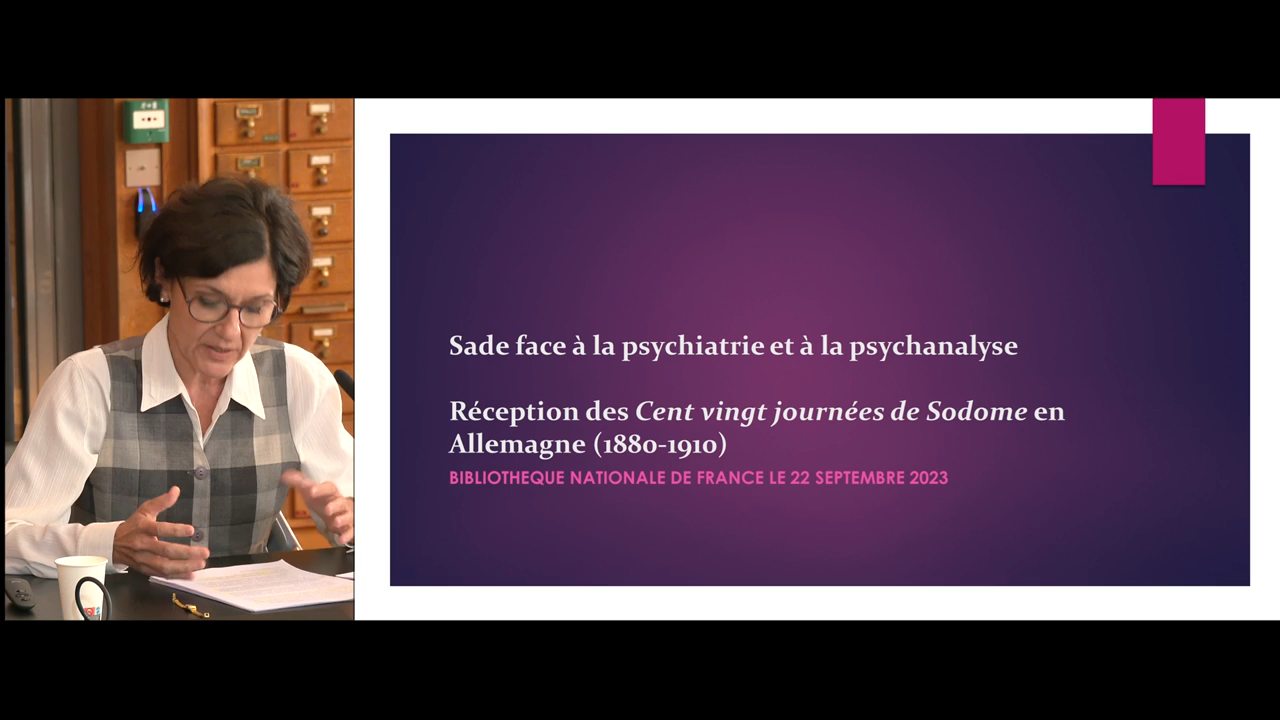 Sade face à la psychiatrie et à la psychanalyse
Réception des Cent vingt journées de Sodome en
Allemagne (1880-1910)
BIBLIOTHEQUE NATIONALE DE FRANCE LE 22 SEPTEMBRE 2023